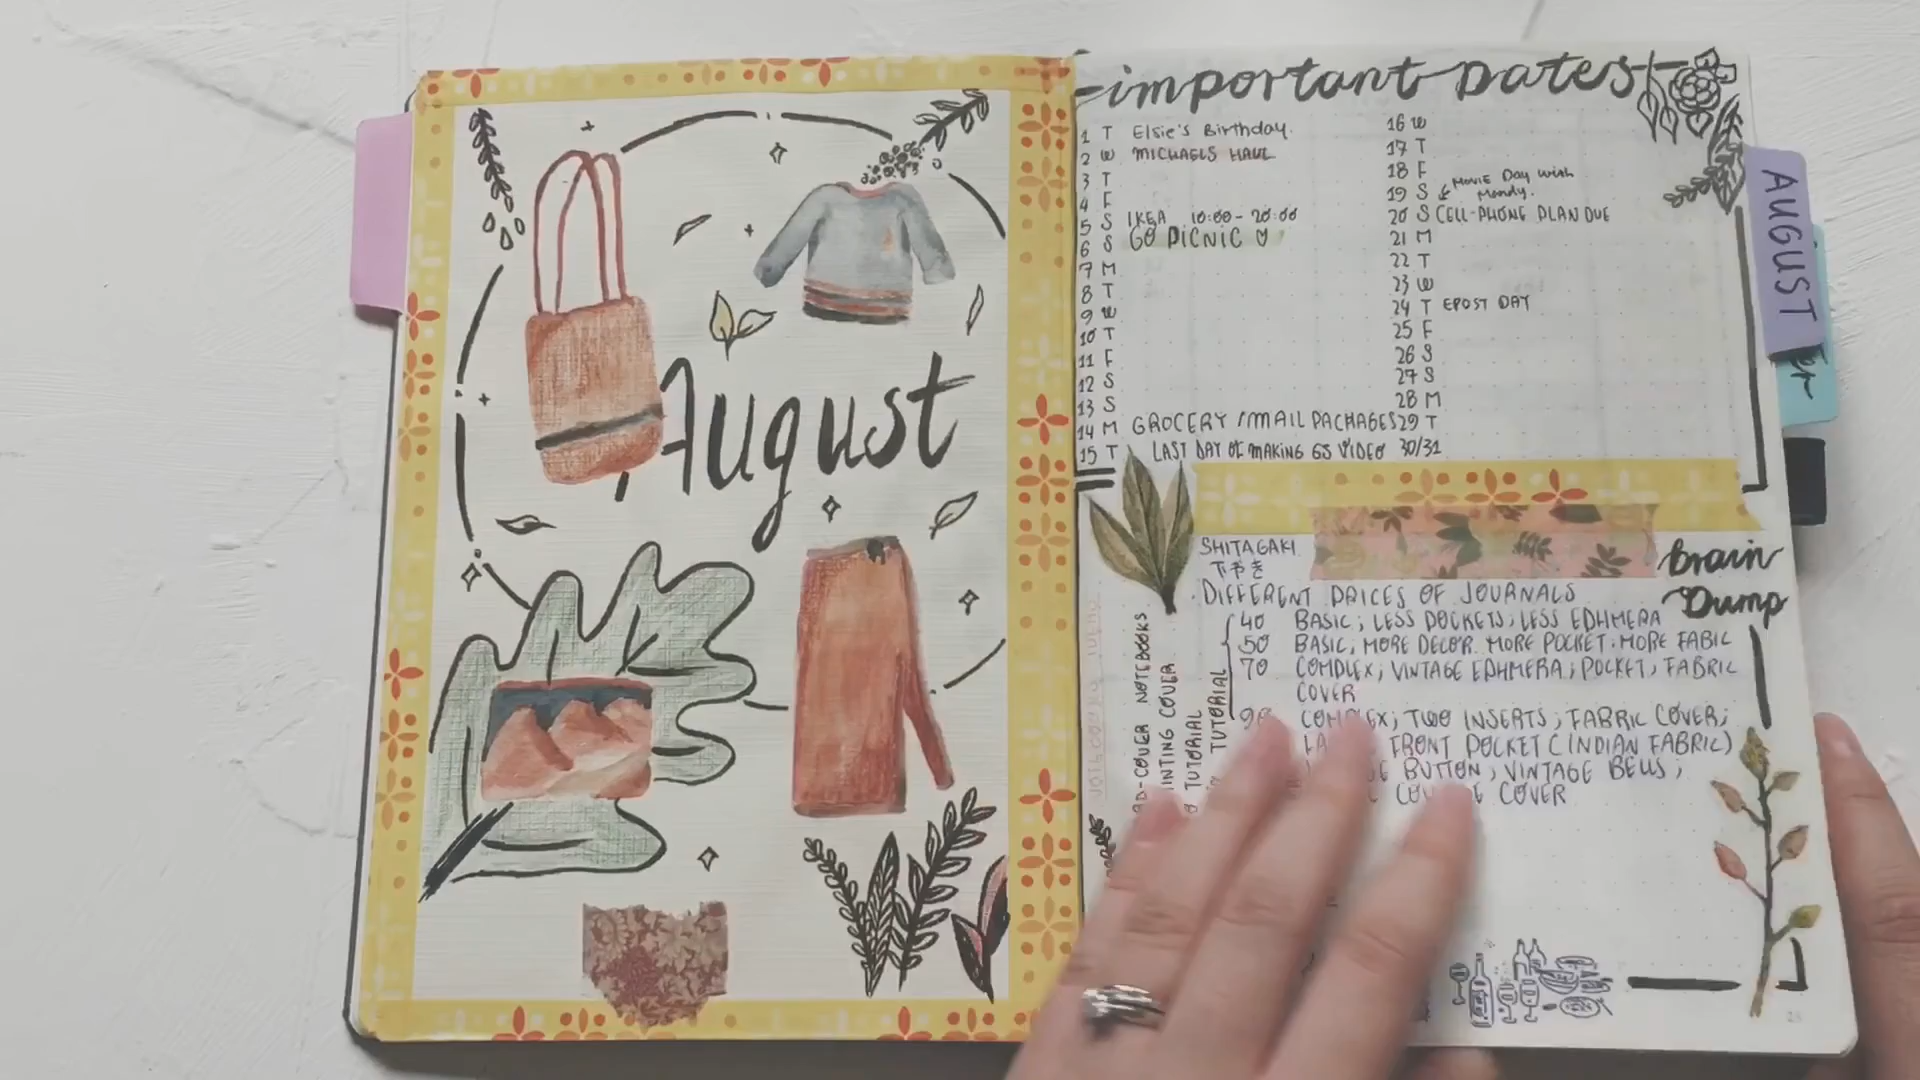 August
important Dates
1 T Elsie's Birthday.
2 W MICHAELS HAUL
3 T
4 F
5 S IKEA 10:00-20:00
6 S GO PICNIC
7 M
8 T
9 W
10 T
11 F
12 S
13 S
14 M GROCERY / MAIL PACHAGES
15 T LAST DAY OF MAKING GS VIDEO
16 W
17 T
18 F
19 S MOVIE DAY with
Mandy.
20 S CELL-PHONE PLAN DUE
21 M
22 T
23 W
24 T EPOST DAY
25 F
26 S
27 S
28 M
29 T
30/31
AUGUST
Brain
Dump
SHITAGAKI
下書き
DIFFERENT PRICES OF JOURNALS
40 BASIC; LESS POCKETS; LESS EPHMERA
50 BASIC; MORE DECOR. MORE POCKET. MORE FABIC
70 COMPLEX; VINTAGE EPHMERA; POCKET, FABRIC
COVER
COMPLEX; TWO INSERTS; FABRIC COVER;
FRONT POCKET (INDIAN FABRIC)
BUTTON; VINTAGE BELLS;
COVER
COVER NOTEBOOKS
COVER
TUTORIAL
TUTORIAL